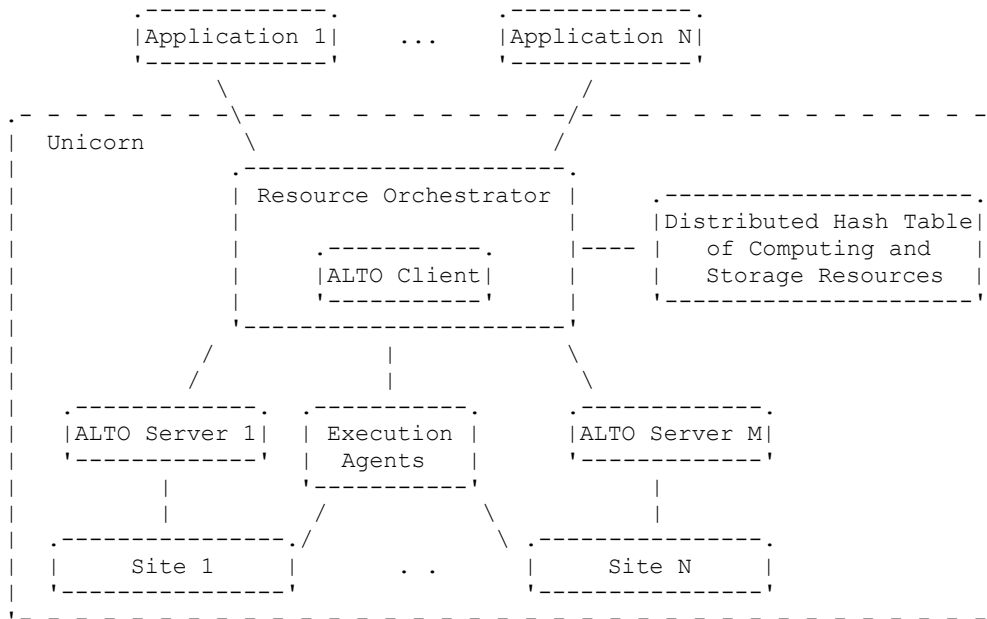 Application 1 ... Application N
Unicorn
Resource Orchestrator
Distributed Hash Table
ALTO Client
of Computing and
Storage Resources
ALTO Server 1
Execution
Agents
ALTO Server M
Site 1 . . Site N